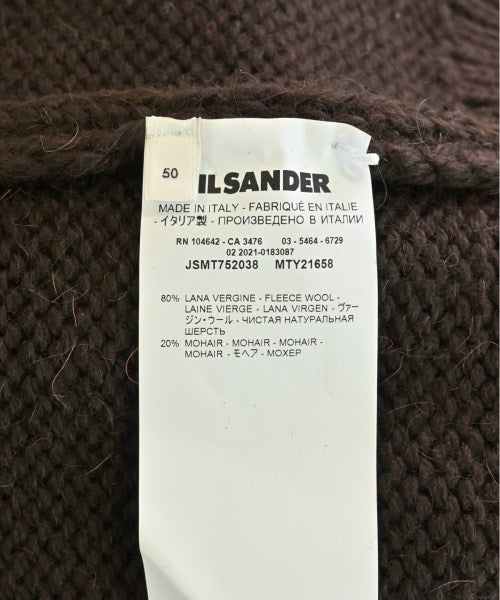 50
ILSANDER
MADE IN ITALY - FABRIQUÉ EN ITALIE
- イタリア製 - ПРОИЗВЕДЕНО В ИТАЛИИ
RN 104642 - CA 3476 03 - 5464 - 6729
02 2021-0183087
JSMT752038 MTY21658
80% LANA VERGINE - FLEECE WOOL -
LAINE VIERGE - LANA VIRGEN - ヴァー
ジン・ウール - ЧИСТАЯ НАТУРАЛЬНАЯ
ШЕРСТЬ
20% MOHAIR - MOHAIR - MOHAIR -
MOHAIR - モヘア - МОХЕР